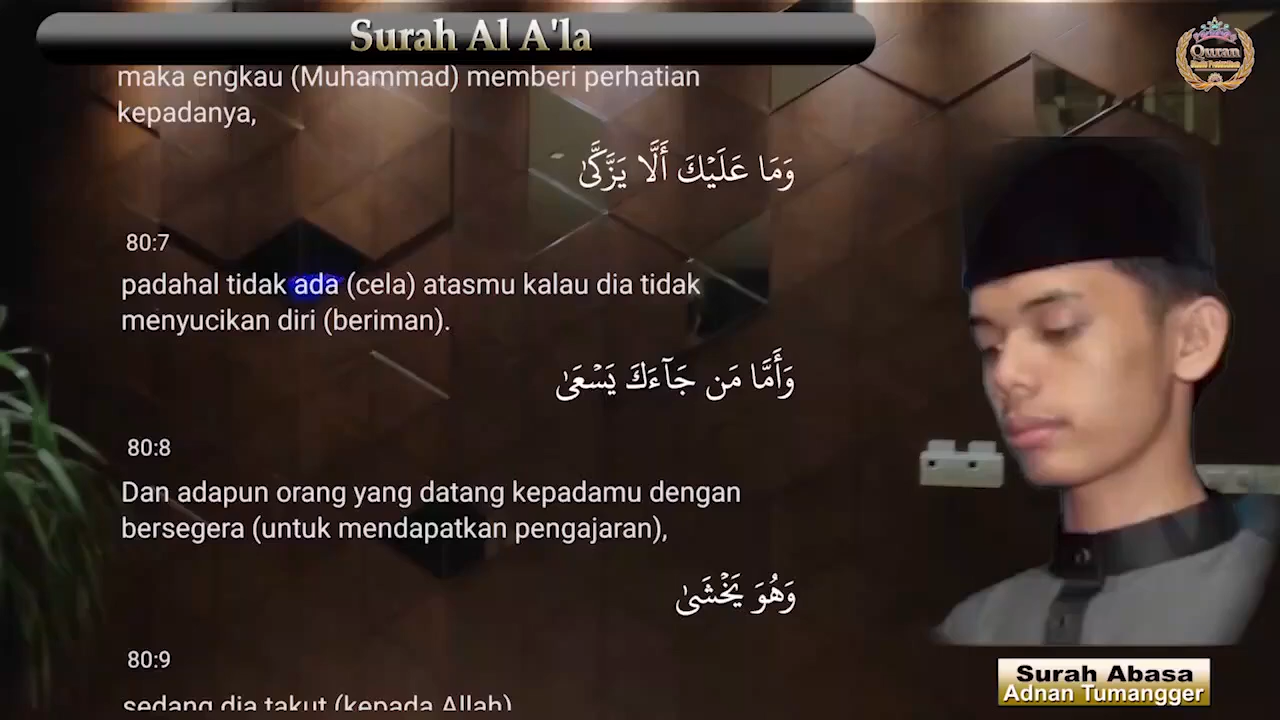 Surah Al A'la
Quran
maka engkau (Muhammad) memberi perhatian
kepadanya,
وَمَا عَلَيْكَ أَلَّا يَزَّكَّىٰ
80:7
padahal tidak ada (cela) atasmu kalau dia tidak
menyucikan diri (beriman).
وَأَمَّا مَن جَآءَكَ يَسْعَىٰ
80:8
Dan adapun orang yang datang kepadamu dengan
bersegera (untuk mendapatkan pengajaran),
وَهُوَ يَخْشَىٰ
80:9
sedang dia takut (kepada Allah)
Surah Abasa
Adnan Tumangger